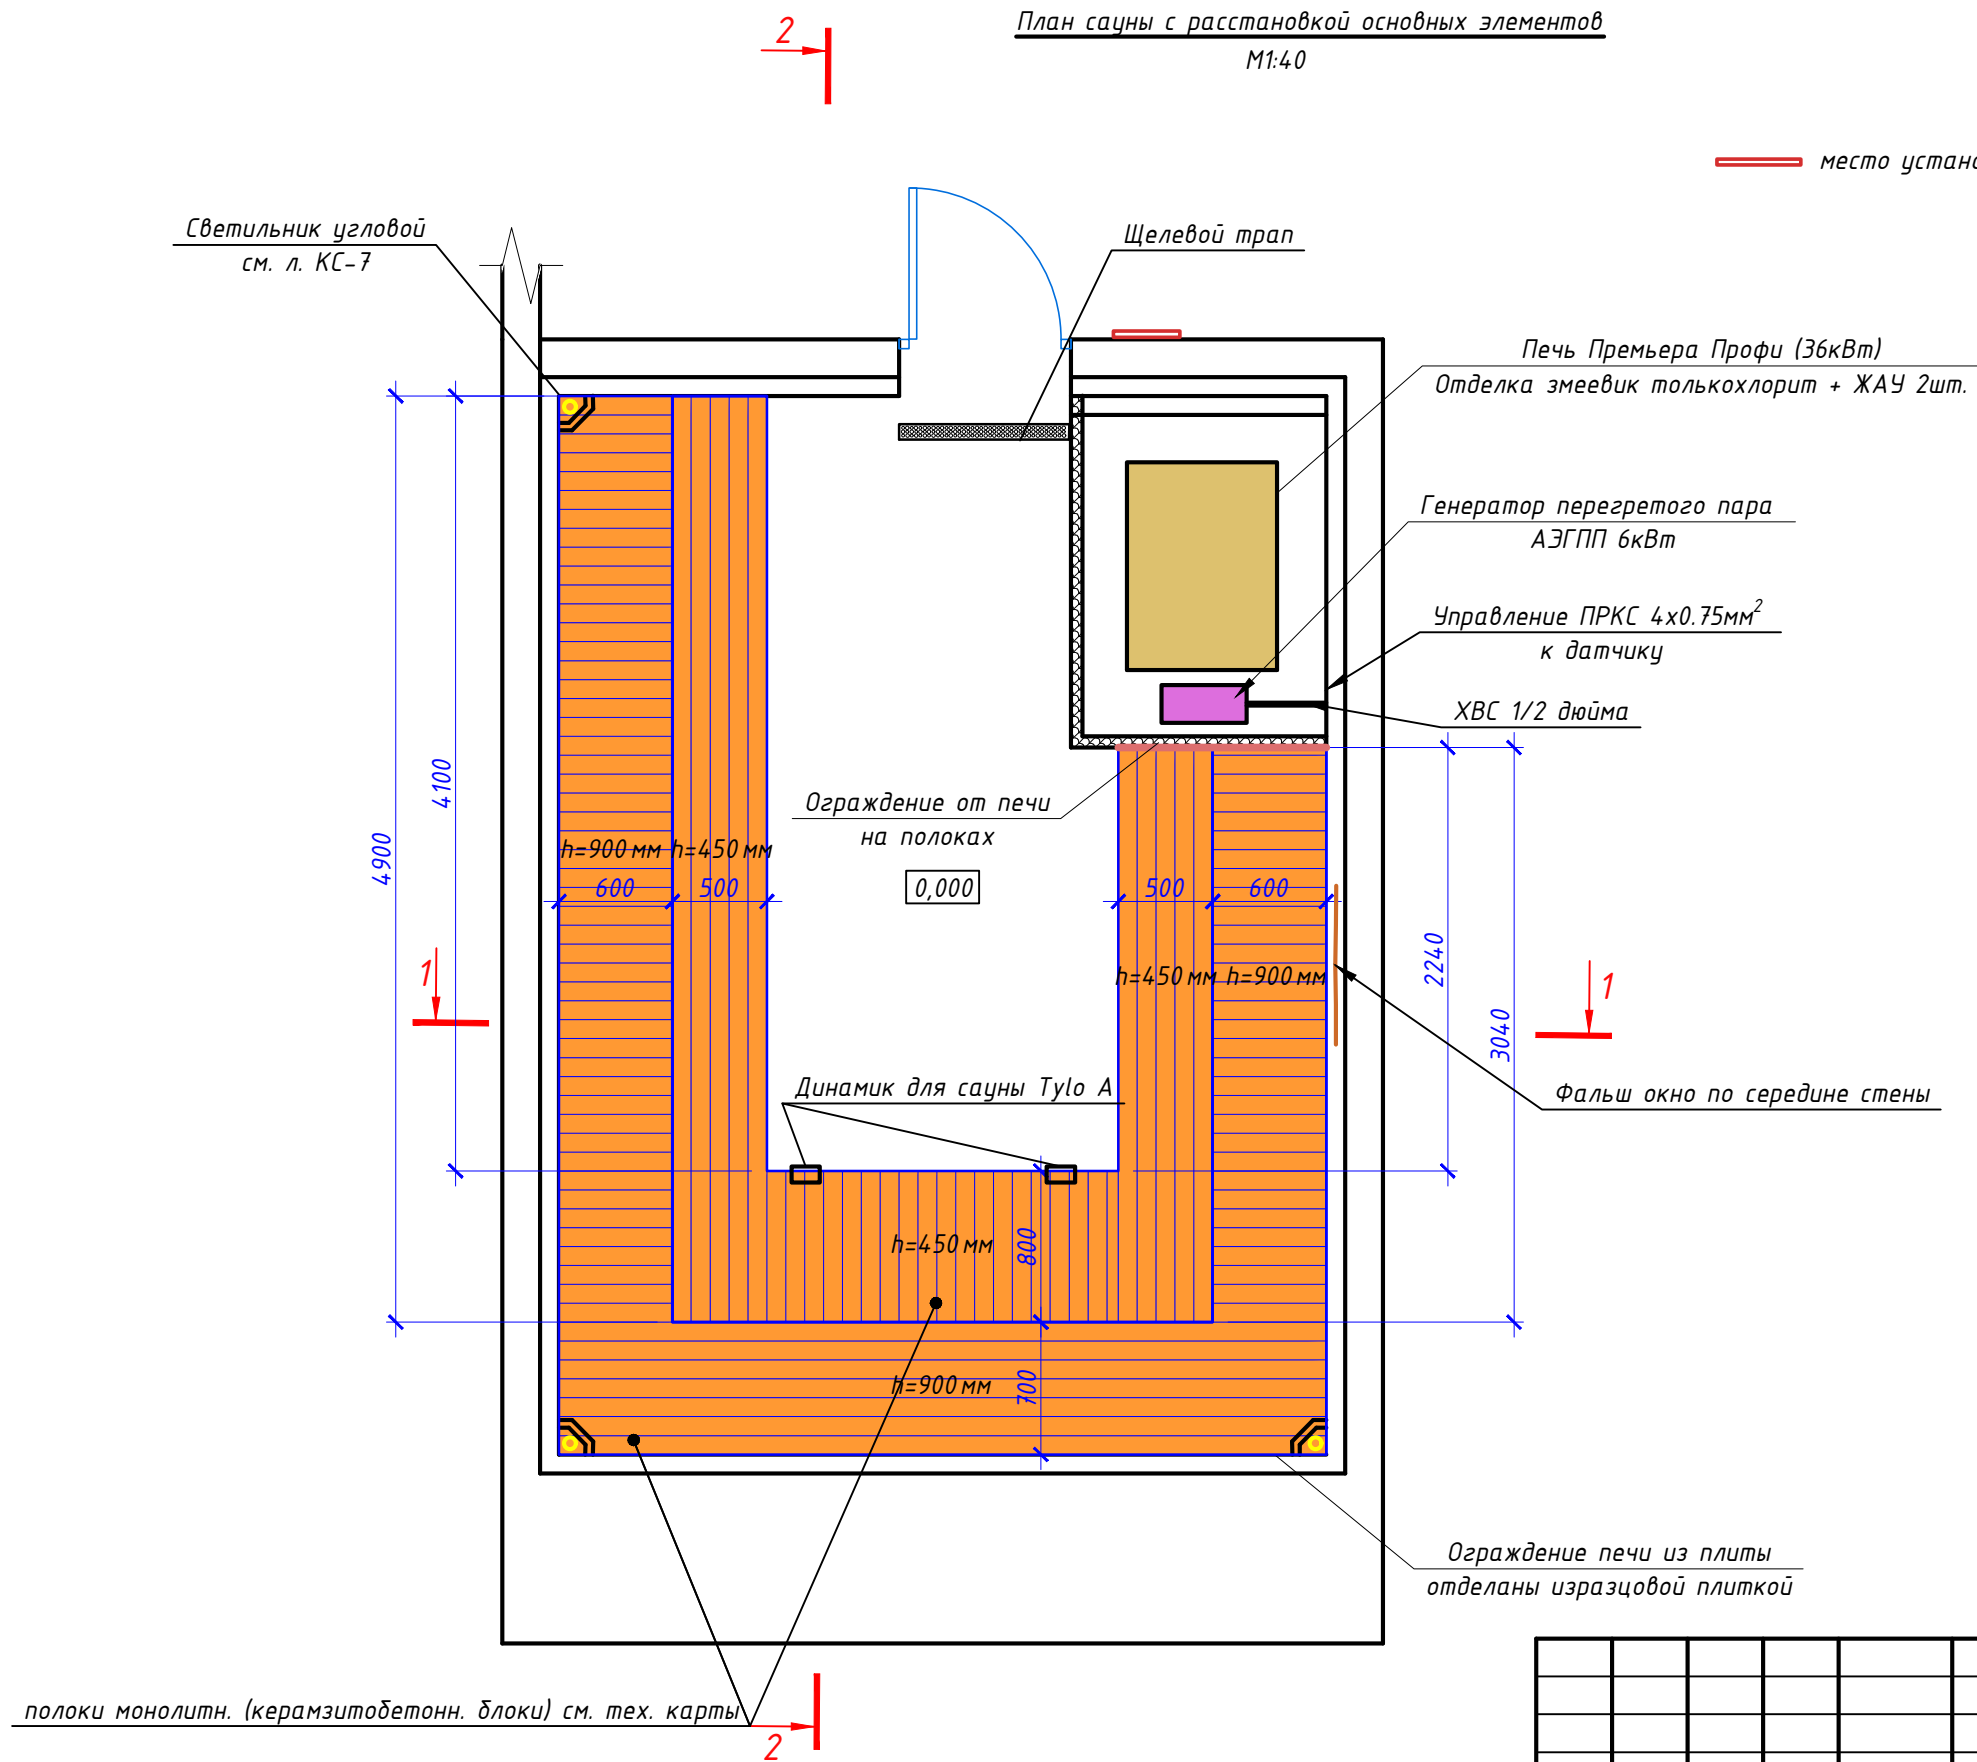 План сауны с расстановкой основных элементов
М1:40
2
место устано
Светильник угловой
см. л. КС-7
Щелевой трап
Печь Премьера Профи (36кВт)
Отделка змеевик толькохлорит + ЖАУ 2шт.
Генератор перегретого пара
АЭГПП 6кВт
Управление ПРКС 4х0.75мм²
к датчику
ХВС 1/2 дюйма
4100
4900
Ограждение от печи
на полоках
h=900 мм h=450 мм
600 500
0,000
500 600
h=450 мм h=900 мм
2240
3040
1
1
Динамик для сауны Tylo A
Фальш окно по середине стены
h=450 мм
800
h=900 мм
700
Ограждение печи из плиты
отделаны изразцовой плиткой
полоки монолитн. (керамзитобетонн. блоки) см. тех. карты
2